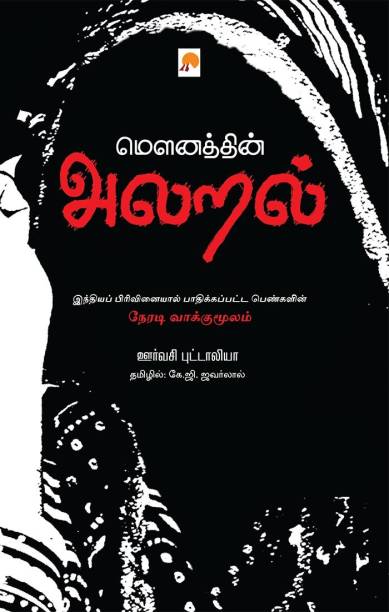 மௌனத்தின்
அலறல்
இந்தியப் பிரிவினையால் பாதிக்கப்பட்ட பெண்களின்
நேரடி வாக்குமூலம்
ஊர்வசி புட்டாலியா
தமிழில்: கே.ஜி. ஜவர்லால்